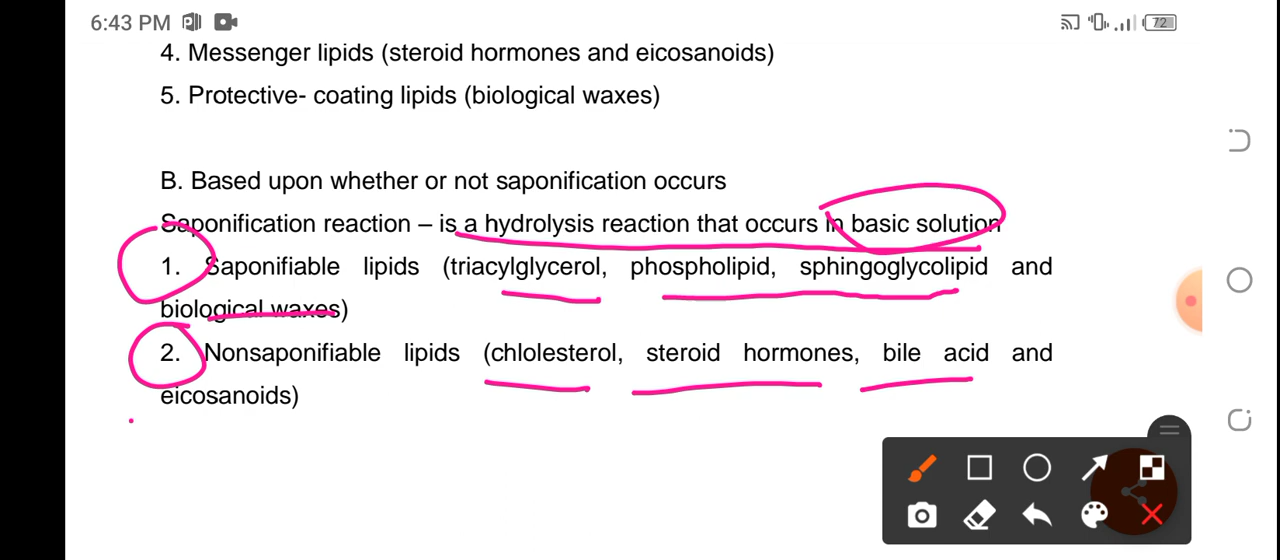 6:43 PM
72
4. Messenger lipids (steroid hormones and eicosanoids)
5. Protective- coating lipids (biological waxes)
B. Based upon whether or not saponification occurs
Saponification reaction – is a hydrolysis reaction that occurs in basic solution
1. Saponifiable lipids (triacylglycerol, phospholipid, sphingoglycolipid and
biological waxes)
2. Nonsaponifiable lipids (chlolesterol, steroid hormones, bile acid and
eicosanoids)